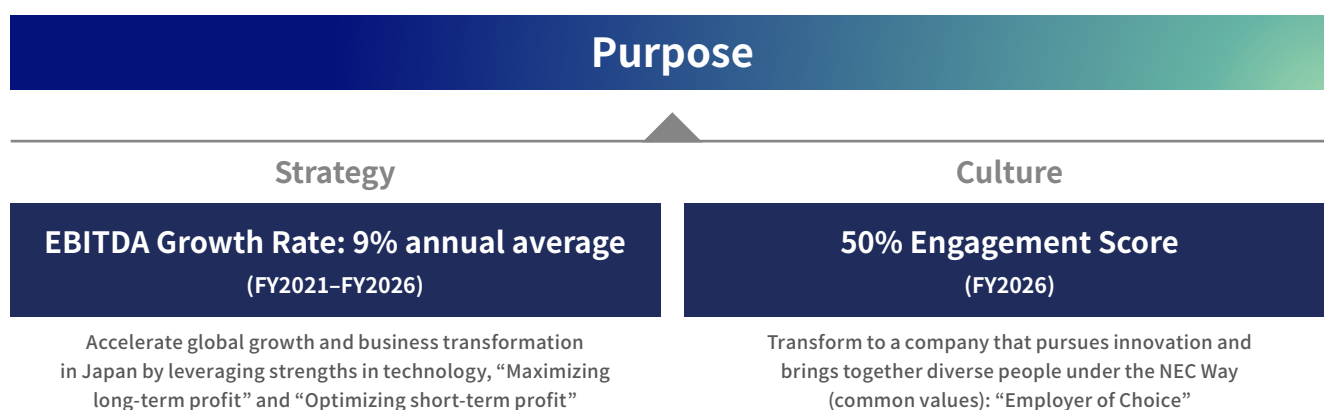 Purpose
Strategy
EBITDA Growth Rate: 9% annual average
(FY2021–FY2026)
Accelerate global growth and business transformation
in Japan by leveraging strengths in technology, “Maximizing
long-term profit” and “Optimizing short-term profit”
Culture
50% Engagement Score
(FY2026)
Transform to a company that pursues innovation and
brings together diverse people under the NEC Way
(common values): “Employer of Choice”